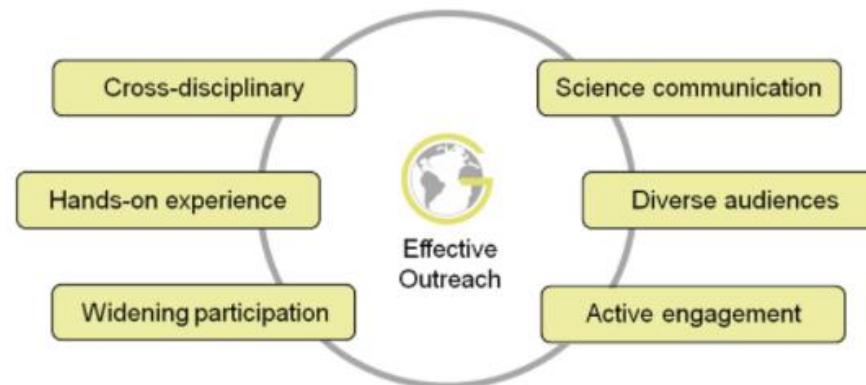 Cross-disciplinary
Science communication
Hands-on experience
Diverse audiences
Effective
Outreach
Widening participation
Active engagement